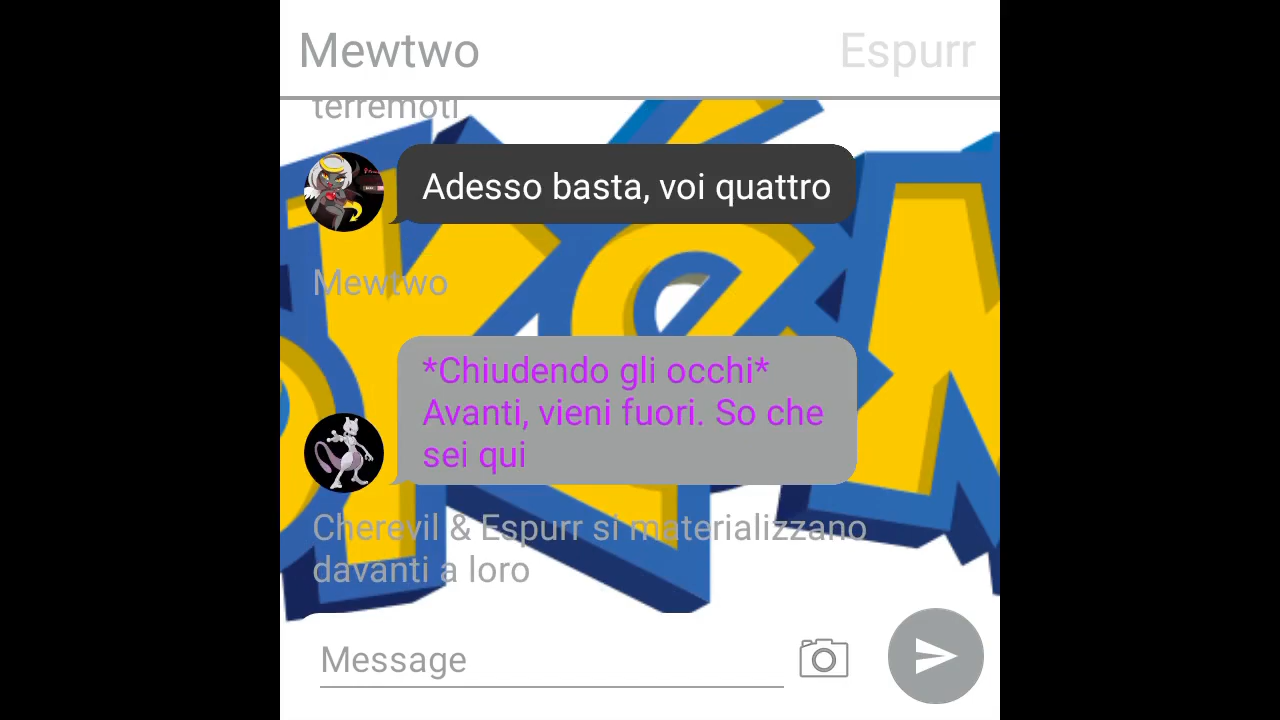 Mewtwo Espurr
terremoti
Adesso basta, voi quattro
Mewtwo
*Chiudendo gli occhi*
Avanti, vieni fuori. So che
sei qui
Cherevil & Espurr si materializzano
davanti a loro
Message